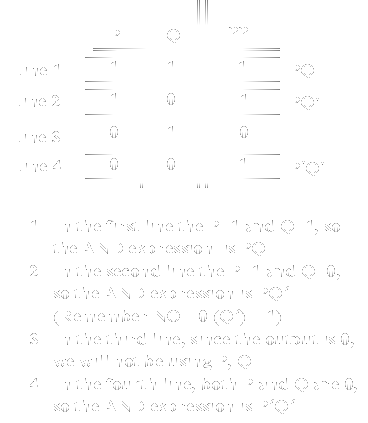 P Q ???
Line 1 1 1 1 PQ
Line 2 1 0 1 PQ'
Line 3 0 1 0
Line 4 0 0 1 P'Q'
1 In the first line the P=1 and Q=1, so
the AND expression is PQ
2 In the second line the P=1 and Q=0,
so the AND expression is PQ'
(Remember NOT 0 (Q') = 1)
3 In the third line, since the output is 0,
we will not be using P, Q
4 In the fourth line, both P and Q are 0,
so the AND expression is P'Q'